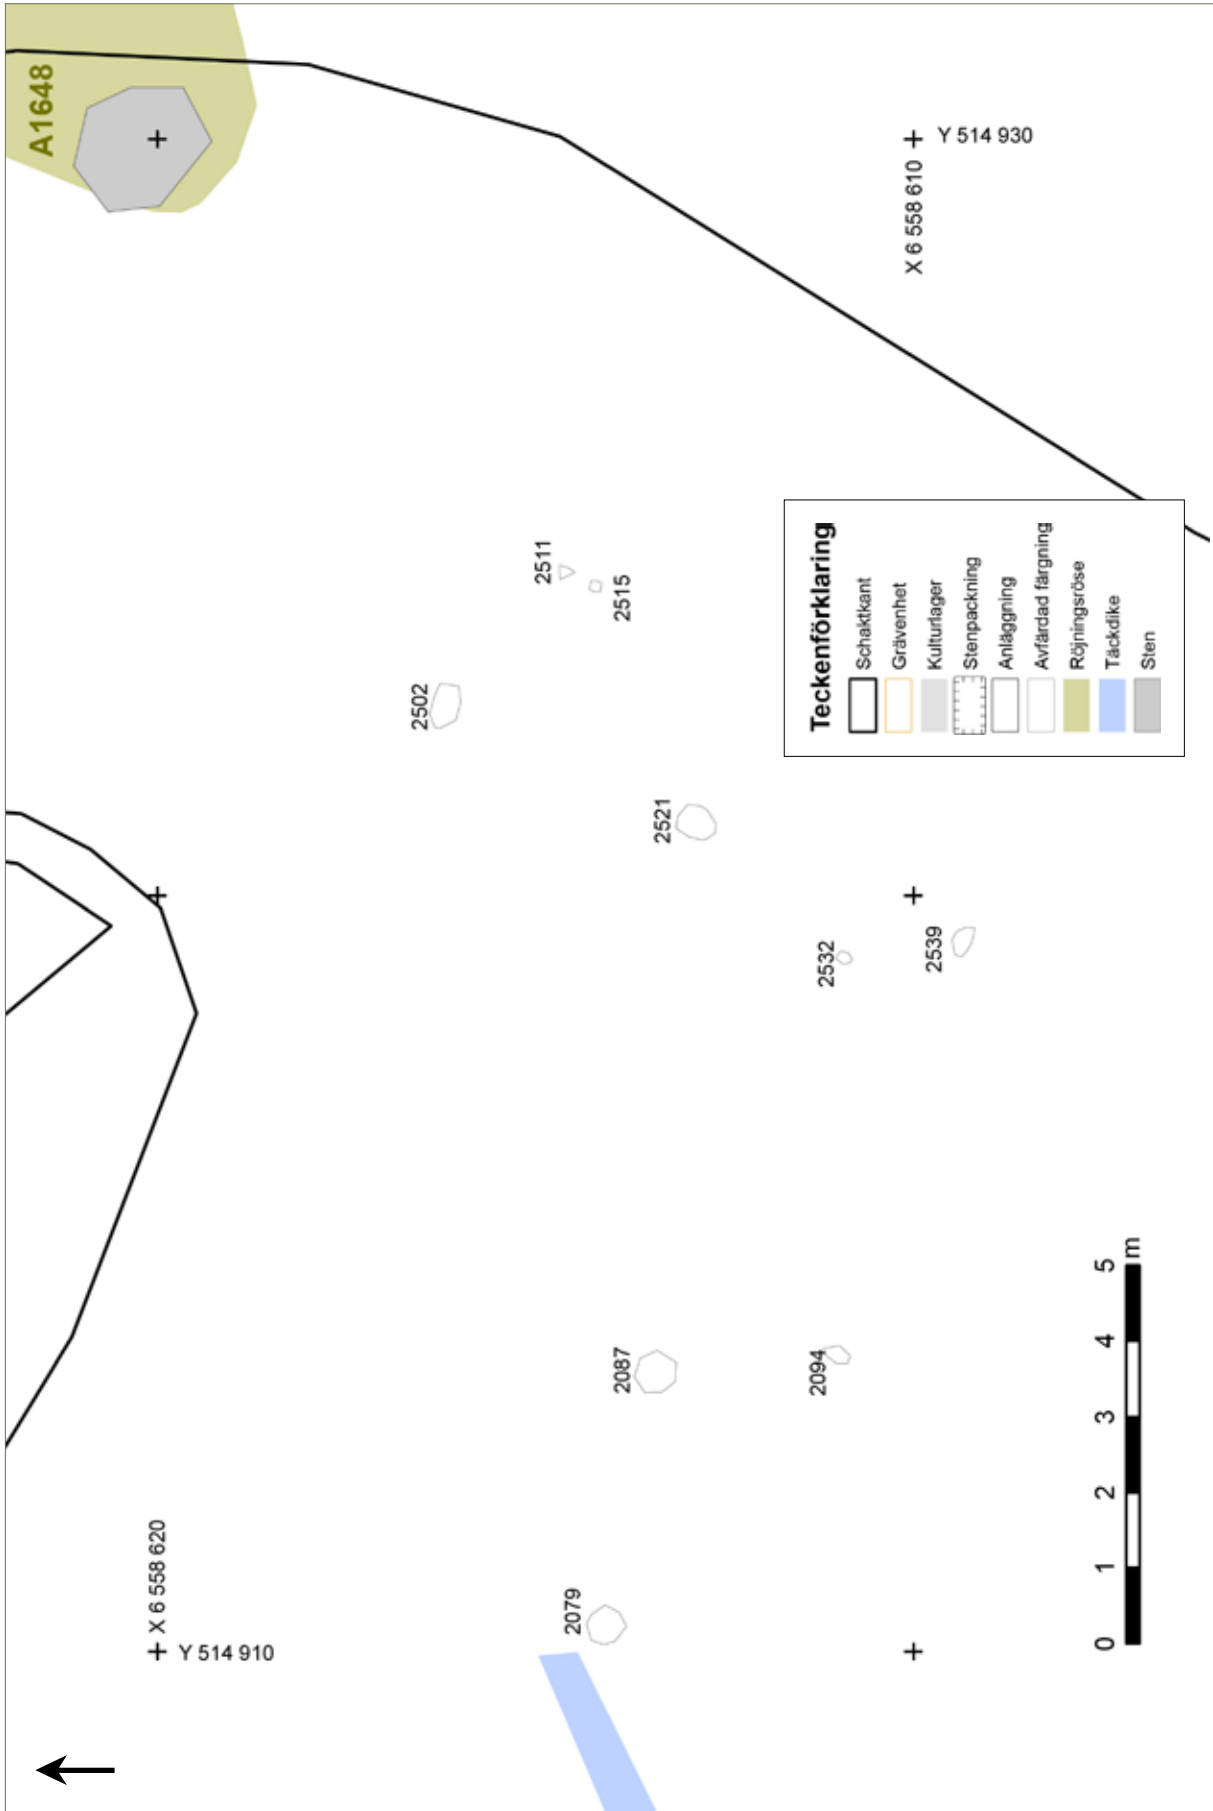 A1648
Y 514 930
X 6 558 610
2511
2515
2502
2521
2532
2539
Teckenförklaring
Schaktkant
Grävenhet
Kulturlager
Stenpackning
Anläggning
Avfärdad färgning
Röjningsröse
Täckdike
Sten
2087
2094
2079
X 6 558 620
Y 514 910
0 1 2 3 4 5 m